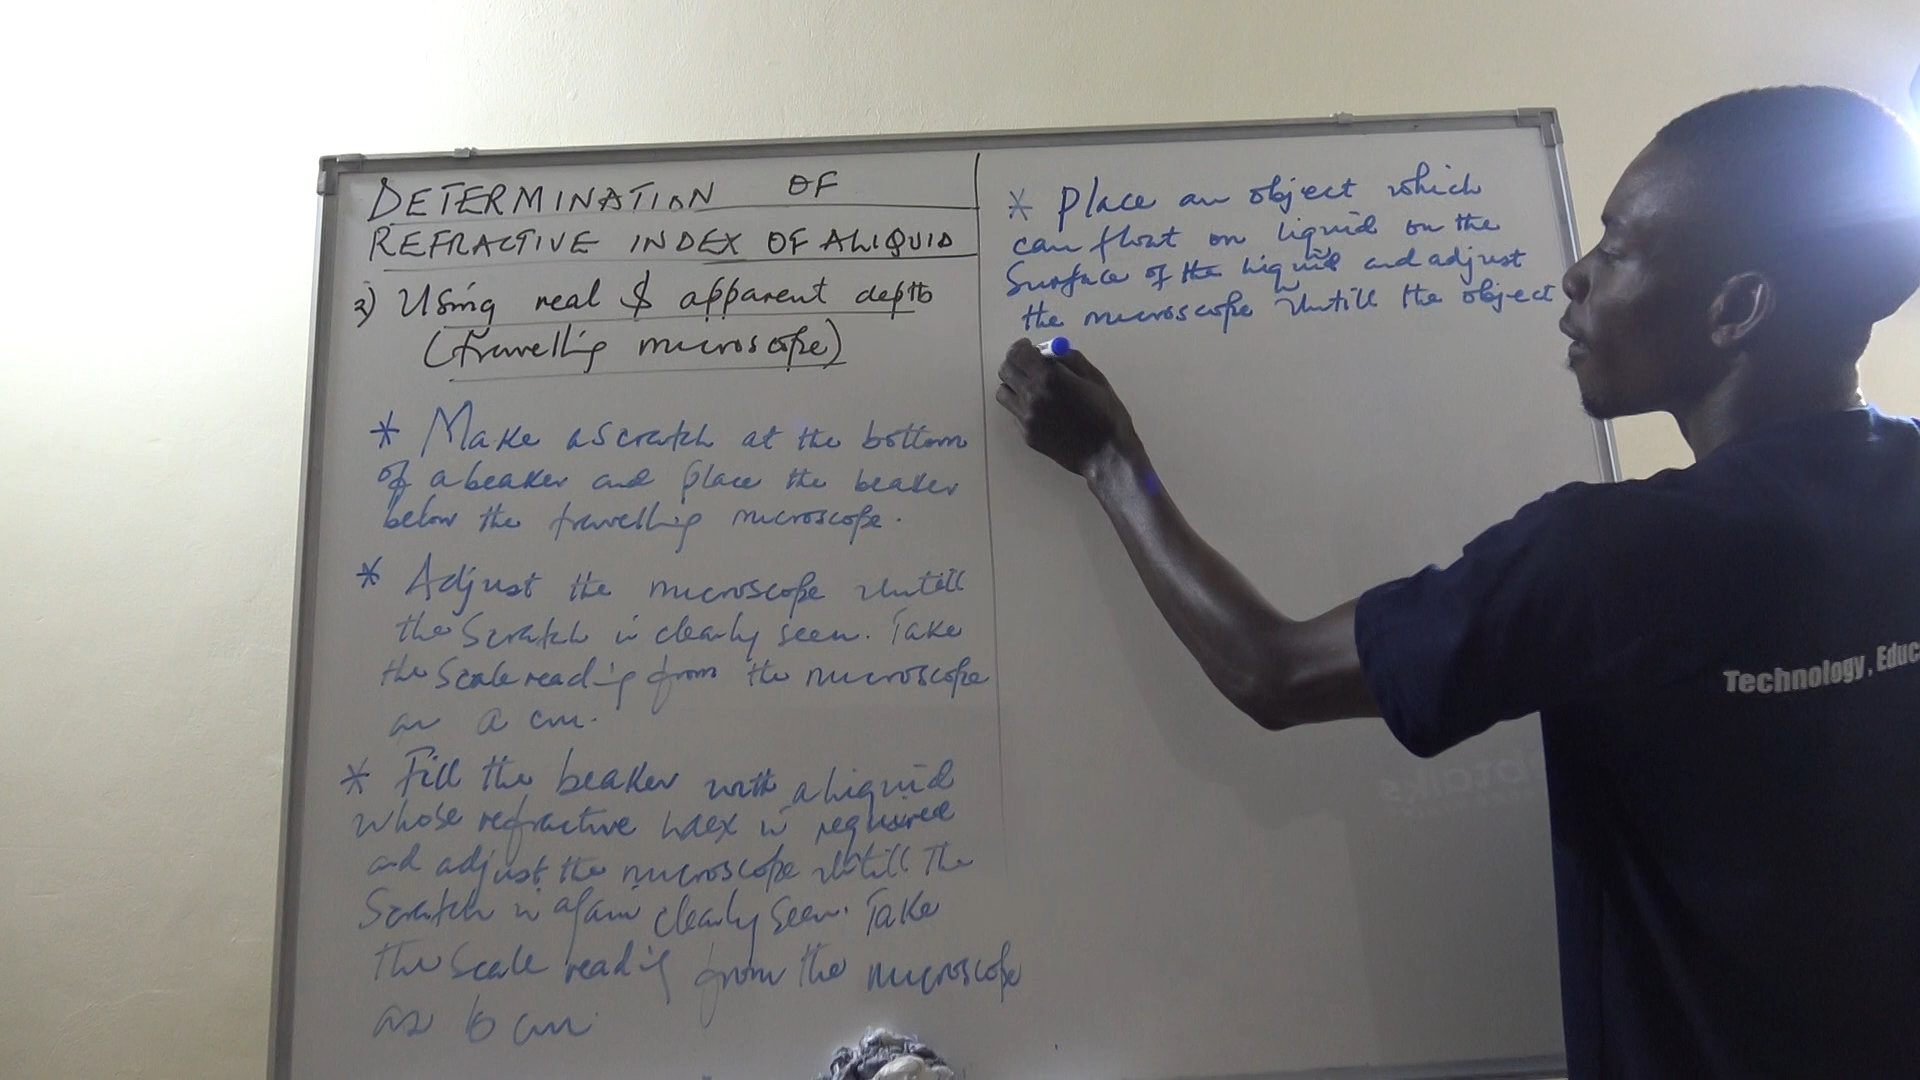 DETERMINATION OF
REFRACTIVE INDEX OF A LIQUID
2) Using real & apparent depth
(travelling microscope)
* Make a scratch at the bottom
of a beaker and place the beaker
below the travelling microscope.
* Adjust the microscope untill
the scratch is clearly seen. Take
the scale reading from the microscope
as a cm.
* Fill the beaker with a liquid
whose refractive index is required
and adjust the microscope untill the
scratch is again clearly seen. Take
the scale reading from the microscope
as b cm.
* Place an object which
can float on liquid on the
surface of the liquid and adjust
the microscope untill the object
Technology, Educ